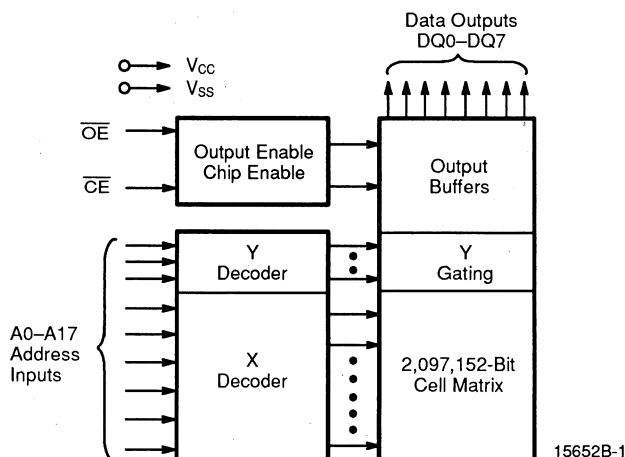 Data Outputs
DQ0–DQ7
VCC
VSS
OE
CE
Output Enable
Chip Enable
Output
Buffers
Y
Decoder
Y
Gating
A0–A17
Address
Inputs
X
Decoder
2,097,152-Bit
Cell Matrix
15652B-1